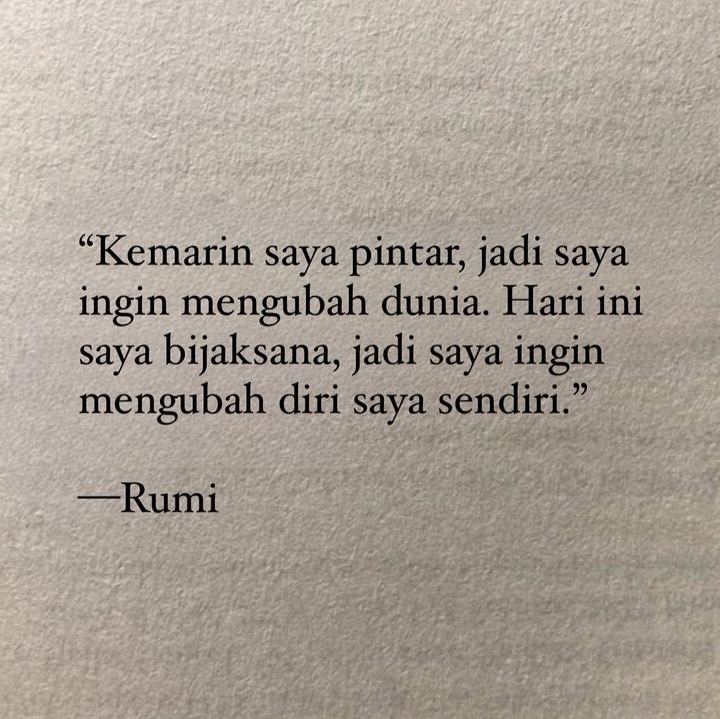 “Kemarin saya pintar, jadi saya
ingin mengubah dunia. Hari ini
saya bijaksana, jadi saya ingin
mengubah diri saya sendiri.”
—Rumi